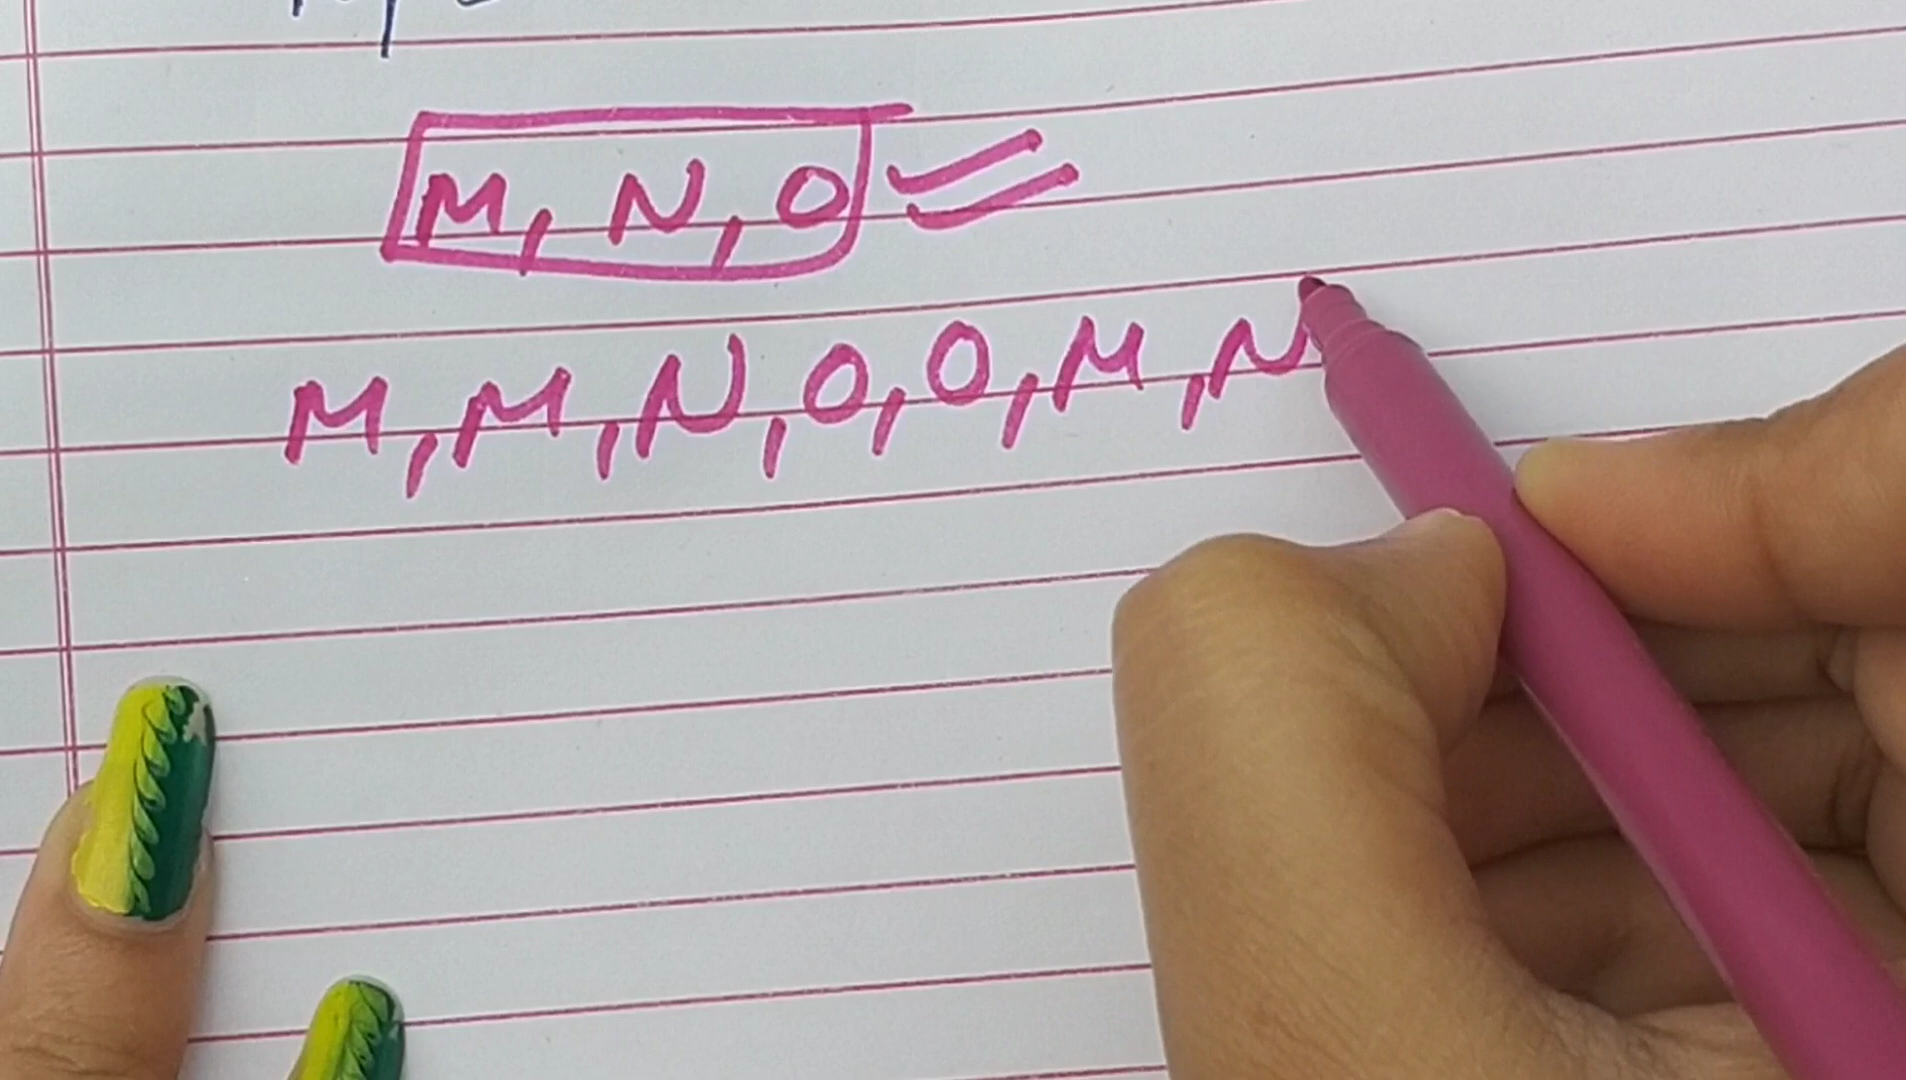 M, N, O
M, M, N, O, O, M, N